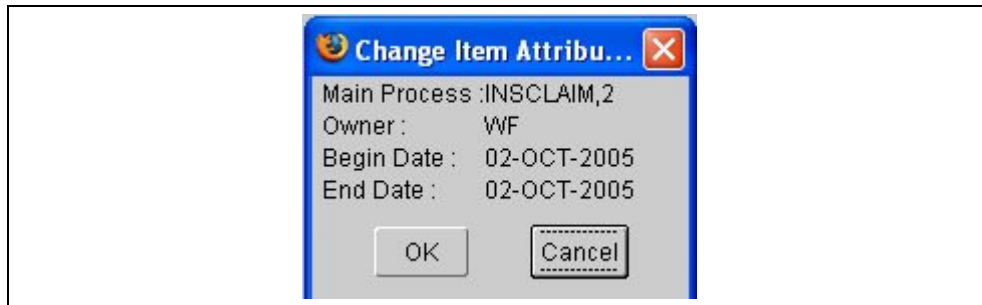 Change Item Attribu...
Main Process :INSCLAIM,2
Owner : WF
Begin Date : 02-OCT-2005
End Date : 02-OCT-2005
OK Cancel